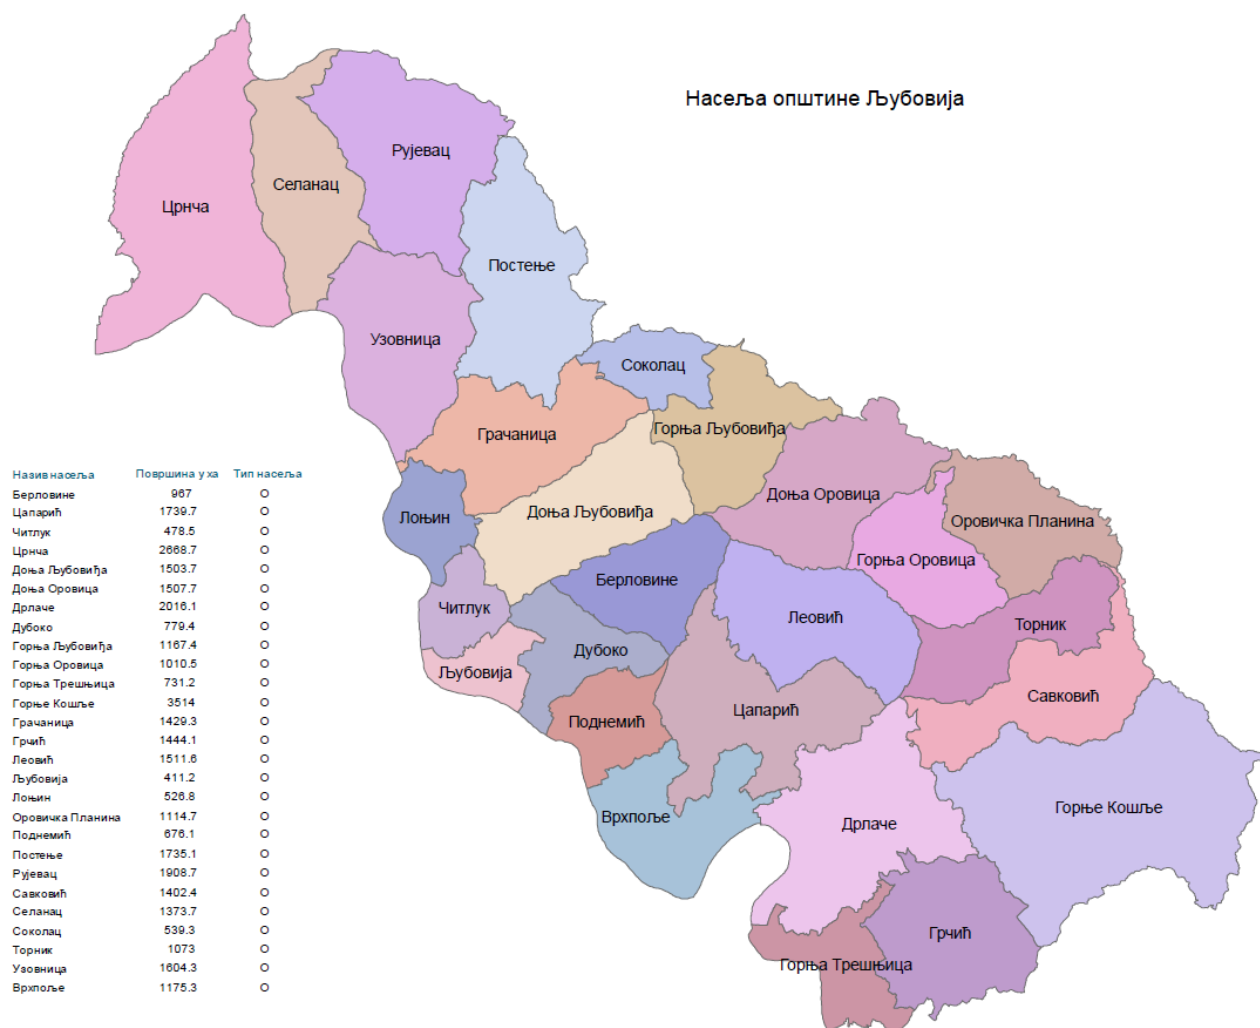 Насеља општине Љубовија
Рујевац
Селанац
Црнча
Постење
Узовница
Соколац
Горња Љубовиђа
Грачаница
Доња Оровица
Доња Љубовиђа
Лоњин
Оровичка Планина
Горња Оровица
Берловине
Читлук
Леовић
Торник
Дубоко
Љубовија
Савковић
Цапарић
Поднемић
Горње Кошље
Врхпоље
Дрлаче
Грчић
Горња Трешњица
Назив насеља Површина у ха Тип насеља
Берловине 967 О
Цапарић 1739.7 О
Читлук 478.5 О
Црнча 2668.7 О
Доња Љубовиђа 1503.7 О
Доња Оровица 1507.7 О
Дрлаче 2016.1 О
Дубоко 779.4 О
Горња Љубовиђа 1167.4 О
Горња Оровица 1010.5 О
Горња Трешњица 731.2 О
Горње Кошље 3514 О
Грачаница 1429.3 О
Грчић 1444.1 О
Леовић 1511.6 О
Љубовија 411.2 О
Лоњин 526.8 О
Оровичка Планина 1114.7 О
Поднемић 676.1 О
Постење 1735.1 О
Рујевац 1908.7 О
Савковић 1402.4 О
Селанац 1373.7 О
Соколац 539.3 О
Торник 1073 О
Узовница 1604.3 О
Врхпоље 1175.3 О